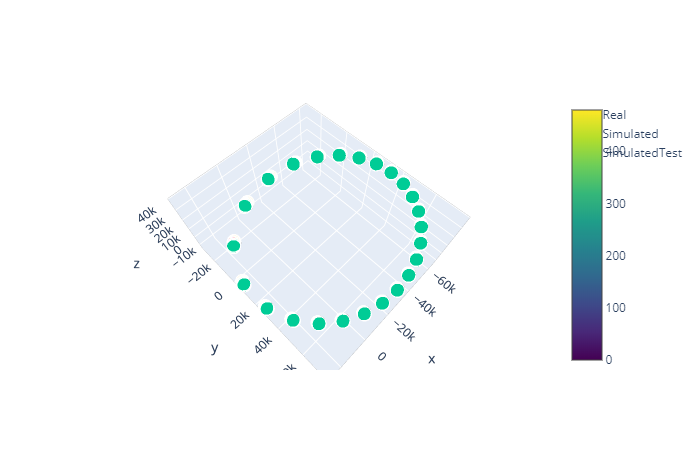 Real
Simulated
SimulatedTest
400
300
200
100
0
40k
30k
20k
10k
0
−10k
z
−20k
0
20k
40k
y
−60k
−40k
−20k
0
x